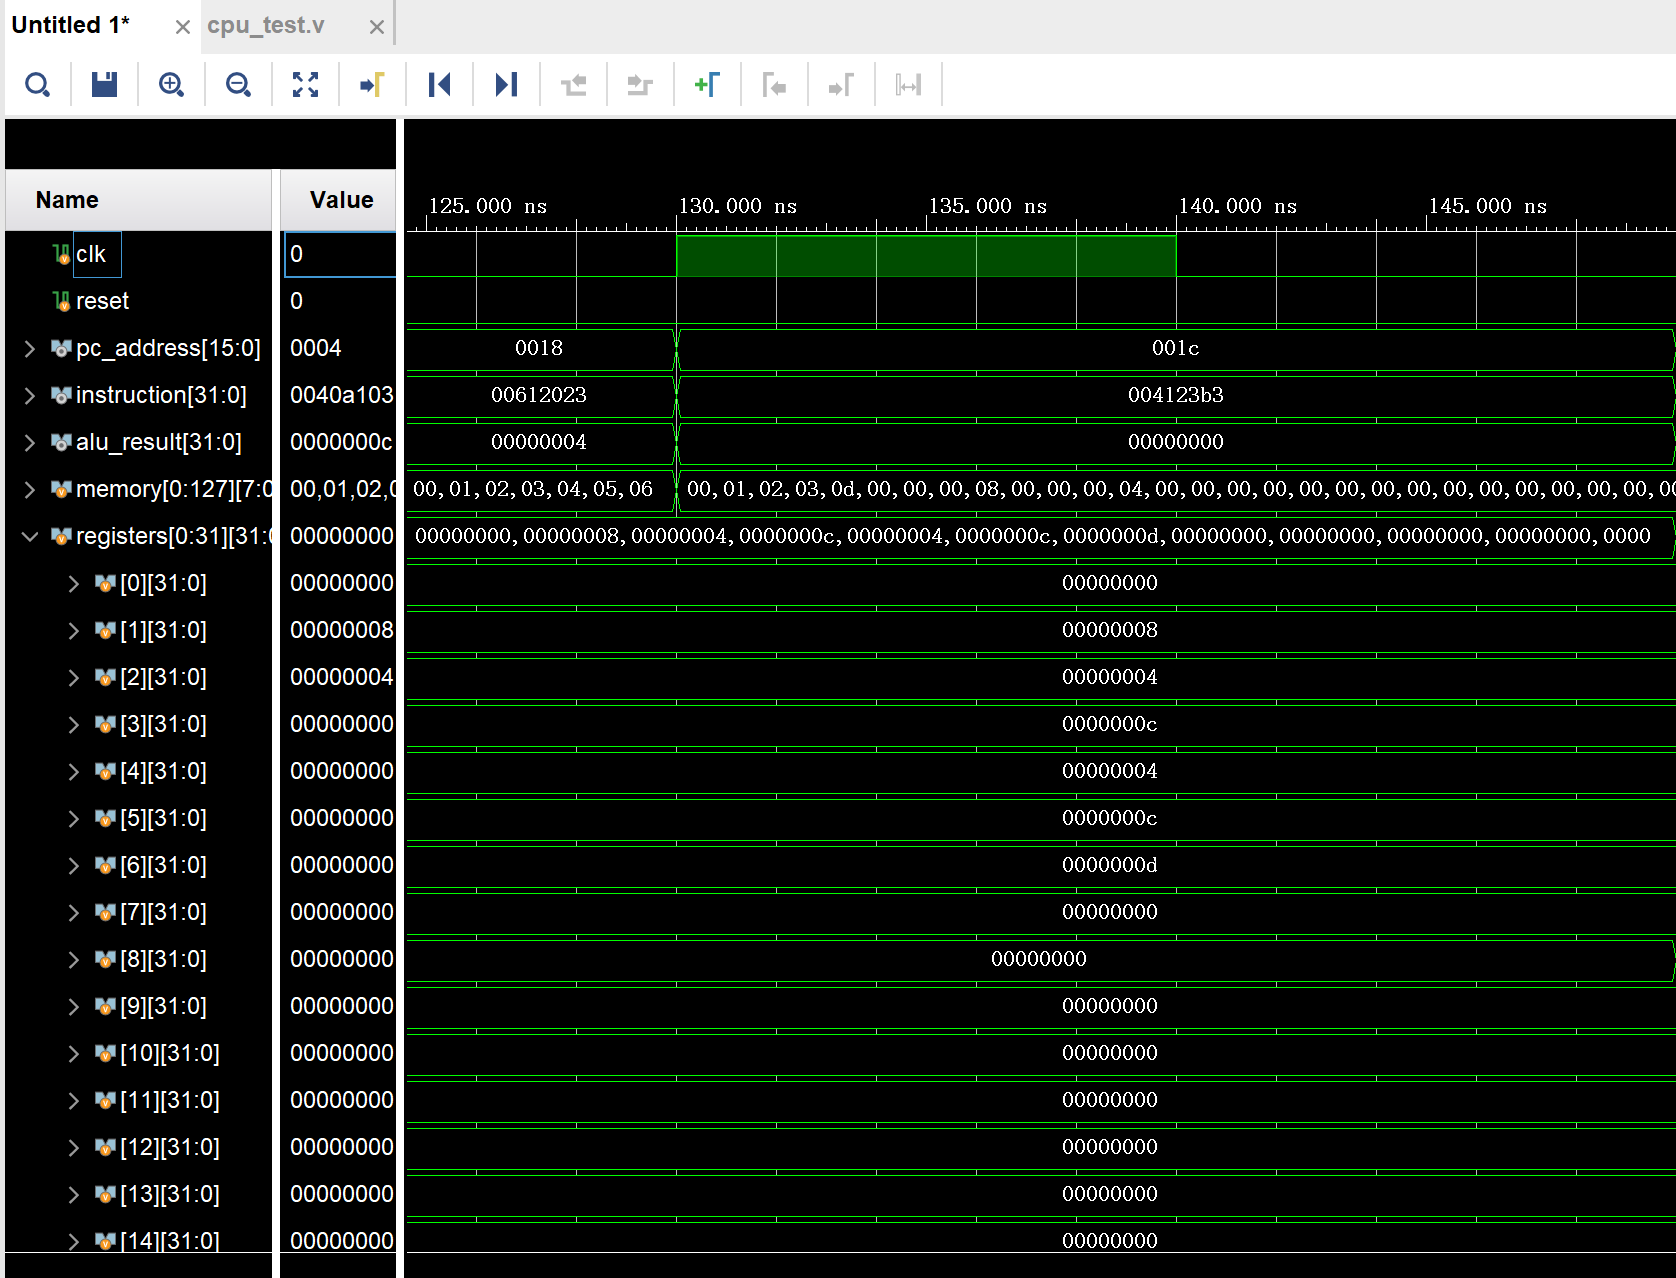 Untitled 1* cpu_test.v
Name Value 125.000 ns 130.000 ns 135.000 ns 140.000 ns 145.000 ns
clk 0
reset 0
pc_address[15:0] 0004 0018 001c
instruction[31:0] 0040a103 00612023 004123b3
alu_result[31:0] 0000000c 00000004 00000000
memory[0:127][7:0 00,01,02,0 00,01,02,03,04,05,06 00,01,02,03,0d,00,00,00,08,00,00,00,04,00,00,00,00,00,00,00,00,00,00,00,00,00
registers[0:31][31:0 00000000 00000000,00000008,00000004,0000000c,00000004,0000000c,0000000d,00000000,00000000,00000000,00000000,0000
[0][31:0] 00000000 00000000
[1][31:0] 00000008 00000008
[2][31:0] 00000004 00000004
[3][31:0] 00000000 0000000c
[4][31:0] 00000000 00000004
[5][31:0] 00000000 0000000c
[6][31:0] 00000000 0000000d
[7][31:0] 00000000 00000000
[8][31:0] 00000000 00000000
[9][31:0] 00000000 00000000
[10][31:0] 00000000 00000000
[11][31:0] 00000000 00000000
[12][31:0] 00000000 00000000
[13][31:0] 00000000 00000000
[14][31:0] 00000000 00000000